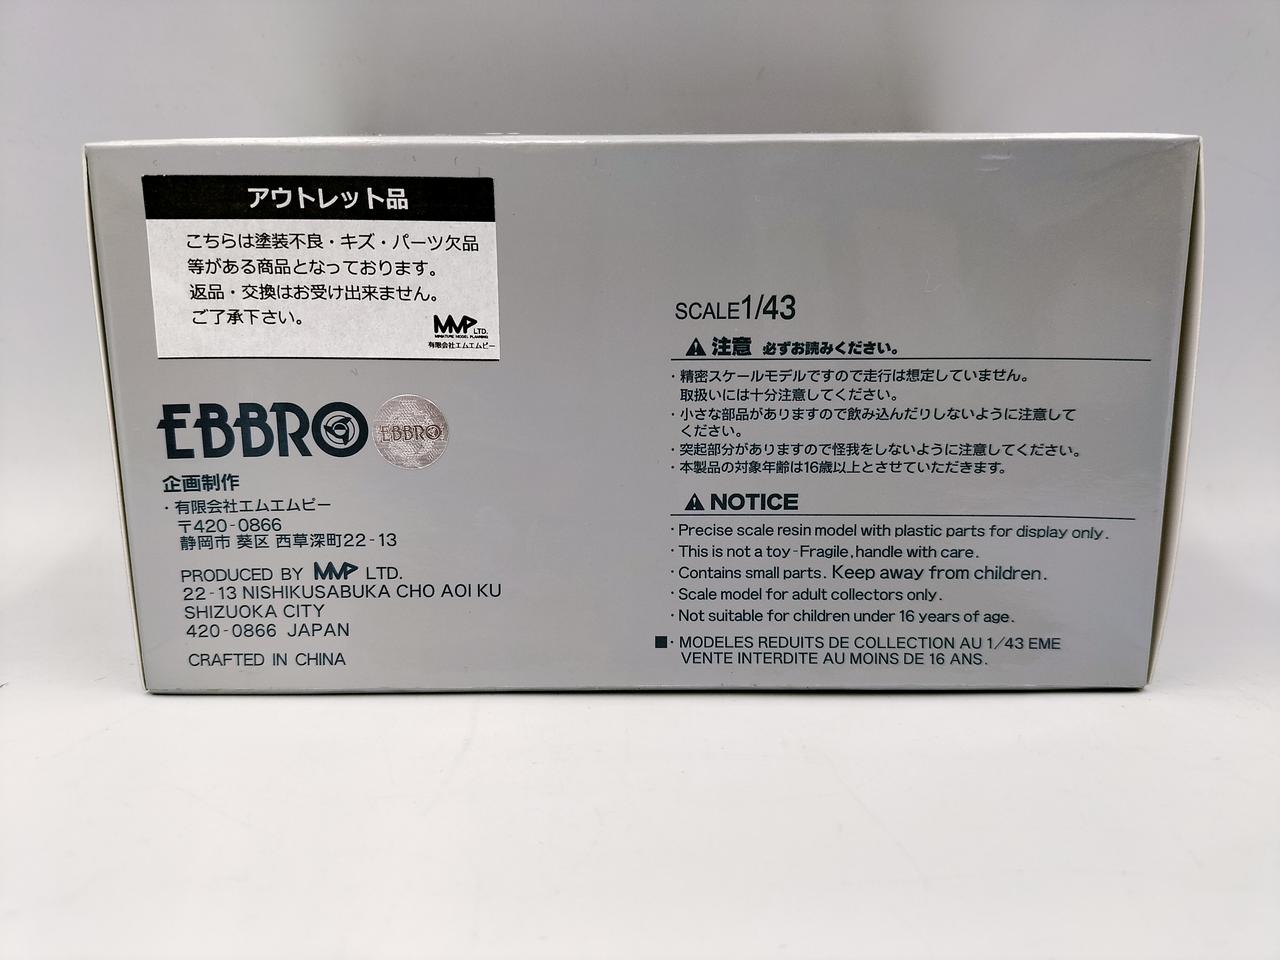 アウトレット品
こちらは塗装不良・キズ・パーツ欠品
等がある商品となっております。
返品・交換はお受け出来ません。
ご了承下さい。
MMP LTD.
MINIATURE MODEL PLANNING
有限会社エムエムピー
EBBRO
EBBRO
企画制作
・有限会社エムエムピー
〒420-0866
静岡市 葵区 西草深町22-13
PRODUCED BY MMP LTD.
22-13 NISHIKUSABUKA CHO AOI KU
SHIZUOKA CITY
420-0866 JAPAN
CRAFTED IN CHINA
SCALE1/43
注意 必ずお読みください。
・精密スケールモデルですので走行は想定していません。
取扱いには十分注意してください。
・小さな部品がありますので飲み込んだりしないように注意して
ください。
・突起部分がありますので怪我をしないように注意してください。
・本製品の対象年齢は16歳以上とさせていただきます。
NOTICE
・Precise scale resin model with plastic parts for display only.
・This is not a toy-Fragile,handle with care.
・Contains small parts. Keep away from children.
・Scale model for adult collectors only.
・Not suitable for children under 16 years of age.
■・MODELES REDUITS DE COLLECTION AU 1/43 EME
VENTE INTERDITE AU MOINS DE 16 ANS.